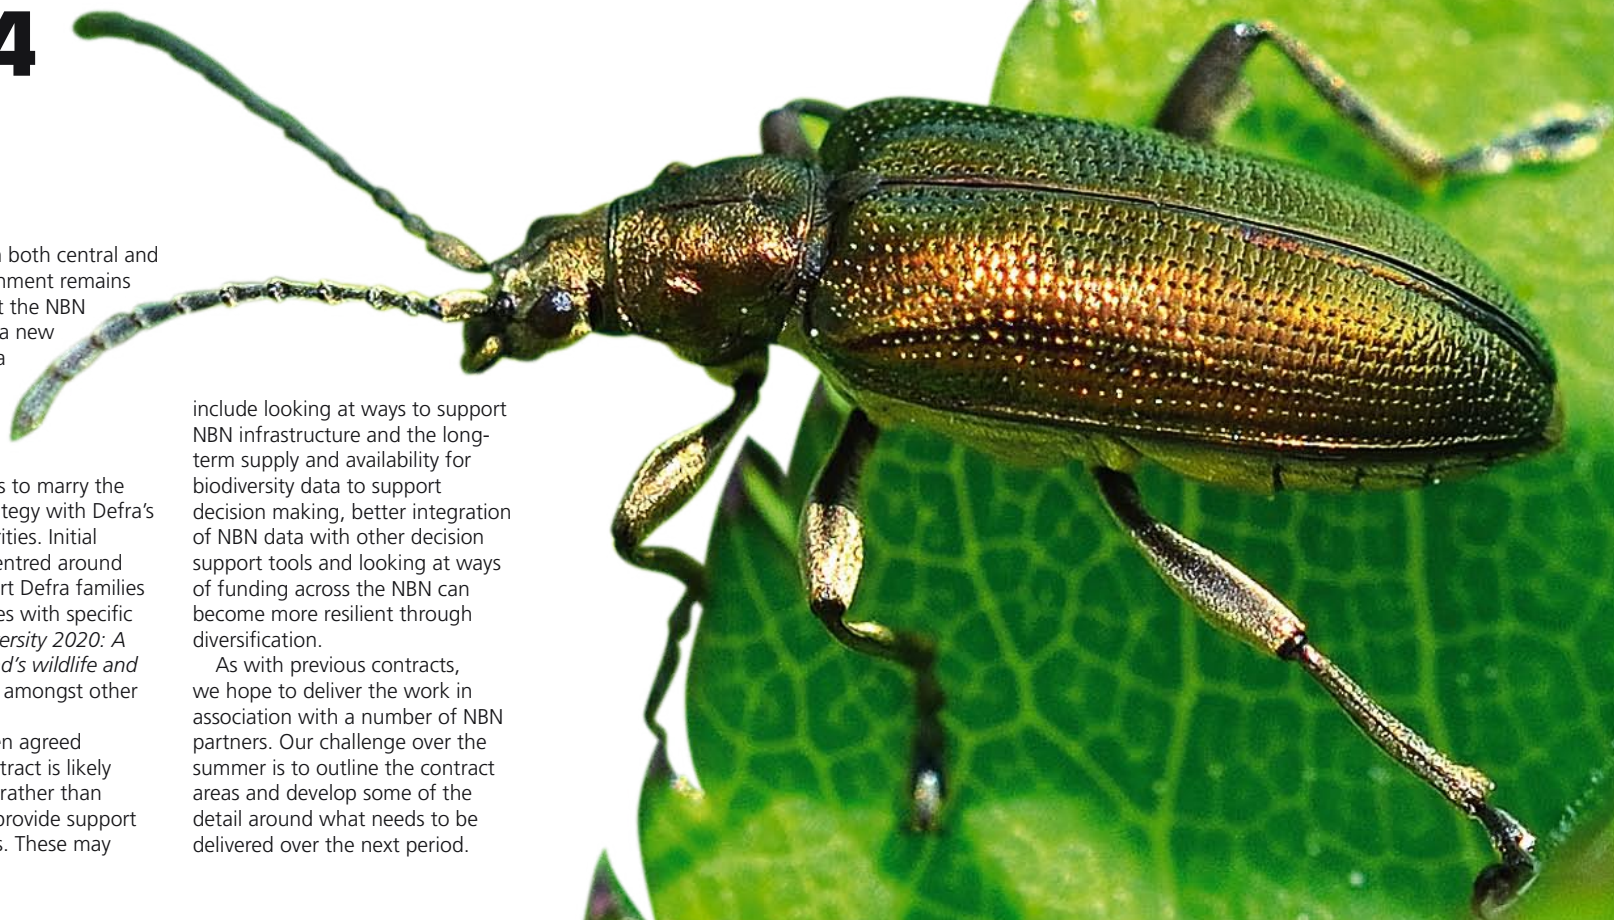 4
both central and
nment remains
t the NBN
a new
a
s to marry the
tegy with Defra’s
ities. Initial
entred around
rt Defra families
es with specific
ersity 2020: A
d’s wildlife and
amongst other
en agreed
tract is likely
rather than
provide support
s. These may
include looking at ways to support
NBN infrastructure and the long-
term supply and availability for
biodiversity data to support
decision making, better integration
of NBN data with other decision
support tools and looking at ways
of funding across the NBN can
become more resilient through
diversification.
As with previous contracts,
we hope to deliver the work in
association with a number of NBN
partners. Our challenge over the
summer is to outline the contract
areas and develop some of the
detail around what needs to be
delivered over the next period.